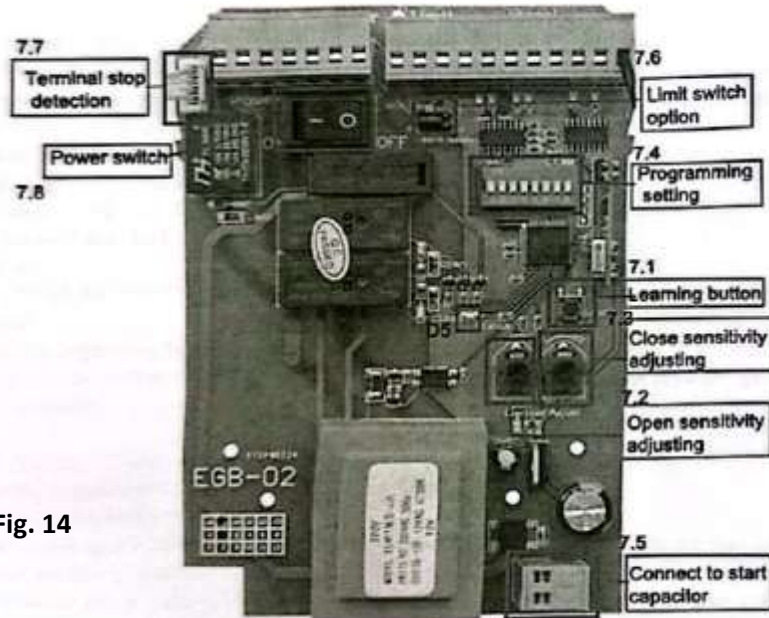 7.7
Terminal stop
detection
Power switch
7.8
OFF
7.6
Limit switch
option
7.4
Programming
setting
7.1
Learning button
7.3
Close sensitivity
adjusting
7.2
Open sensitivity
adjusting
D5
EGB-02
Fig. 14
7.5
Connect to start
capacitor